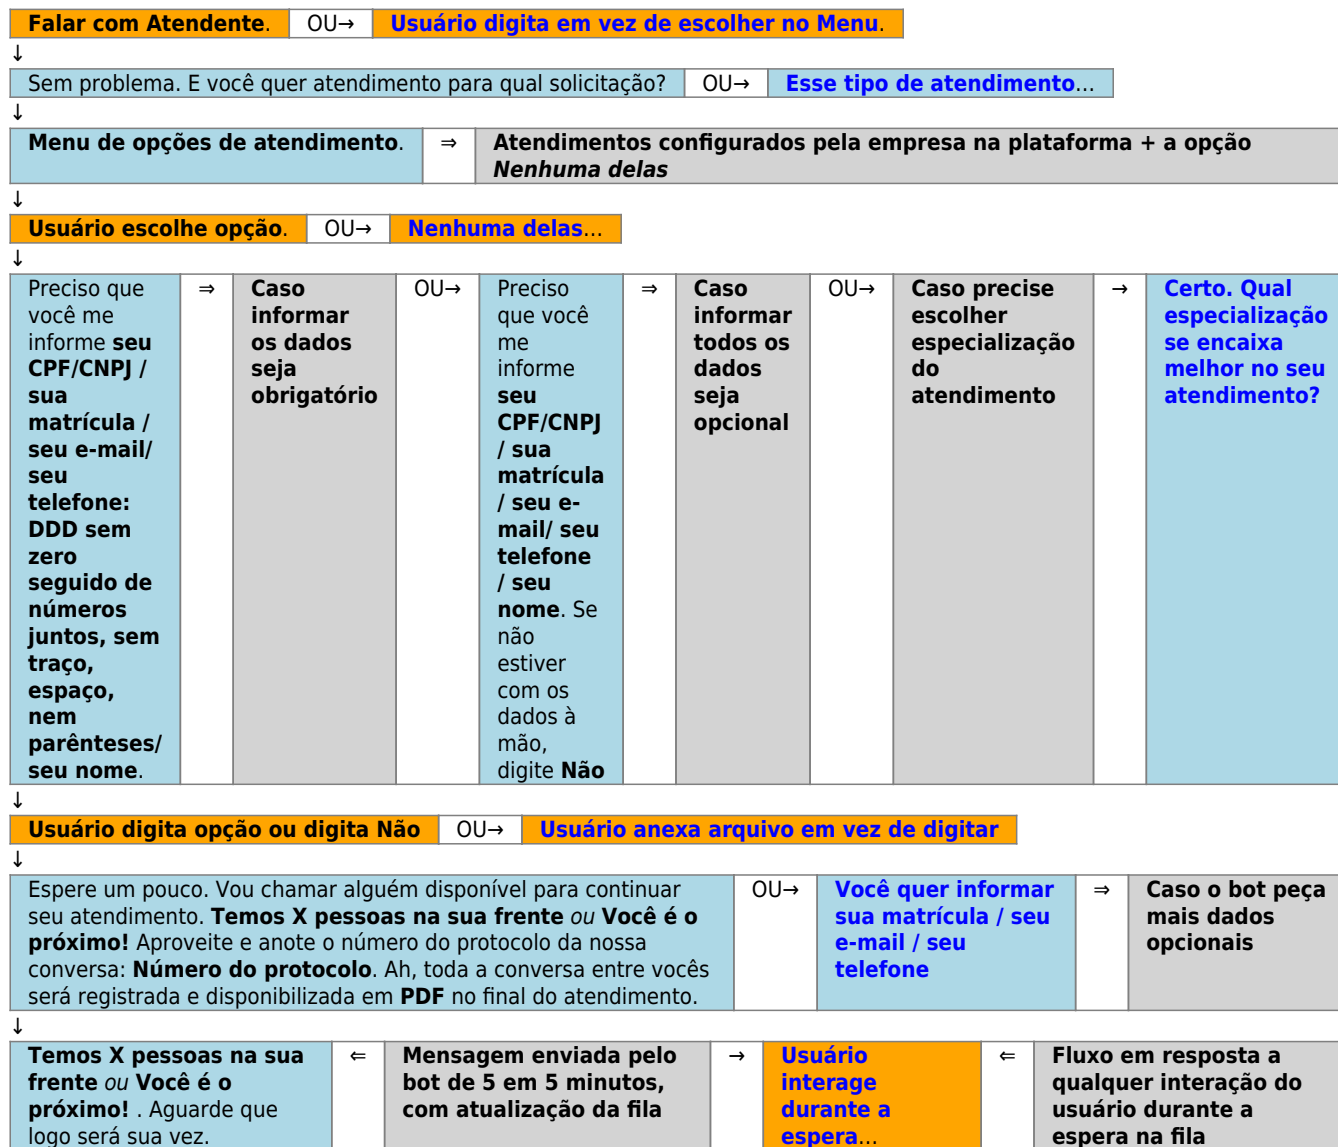 Falar com Atendente. OU→ Usuário digita em vez de escolher no Menu.
↓
Sem problema. E você quer atendimento para qual solicitação? OU→ Esse tipo de atendimento...
↓
Menu de opções de atendimento. ⇒ Atendimentos configurados pela empresa na plataforma + a opção
Nenhuma delas
↓
Usuário escolhe opção. OU→ Nenhuma delas...
↓
Preciso que
você me
informe seu
CPF/CNPJ /
sua
matrícula /
seu e-mail/
seu
telefone:
DDD sem
zero
seguido de
números
juntos, sem
traço,
espaço,
nem
parênteses/
seu nome.
⇒
Caso
informar
os dados
seja
obrigatório
OU→
Preciso
que você
me
informe
seu
CPF/CNPJ
/ sua
matrícula
/ seu e-
mail/ seu
telefone
/ seu
nome. Se
não
estiver
com os
dados à
mão,
digite Não
⇒
Caso
informar
todos os
dados
seja
opcional
OU→
Caso precise
escolher
especialização
do
atendimento
→
Certo. Qual
especialização
se encaixa
melhor no seu
atendimento?
↓
Usuário digita opção ou digita Não OU→ Usuário anexa arquivo em vez de digitar
↓
Espere um pouco. Vou chamar alguém disponível para continuar
seu atendimento. Temos X pessoas na sua frente ou Você é o
próximo! Aproveite e anote o número do protocolo da nossa
conversa: Número do protocolo. Ah, toda a conversa entre vocês
será registrada e disponibilizada em PDF no final do atendimento.
OU→
Você quer informar
sua matrícula / seu
e-mail / seu
telefone
⇒
Caso o bot peça
mais dados
opcionais
↓
Temos X pessoas na sua
frente ou Você é o
próximo! . Aguarde que
logo será sua vez.
⇐
Mensagem enviada pelo
bot de 5 em 5 minutos,
com atualização da fila
→
Usuário
interage
durante a
espera...
⇐
Fluxo em resposta a
qualquer interação do
usuário durante a
espera na fila